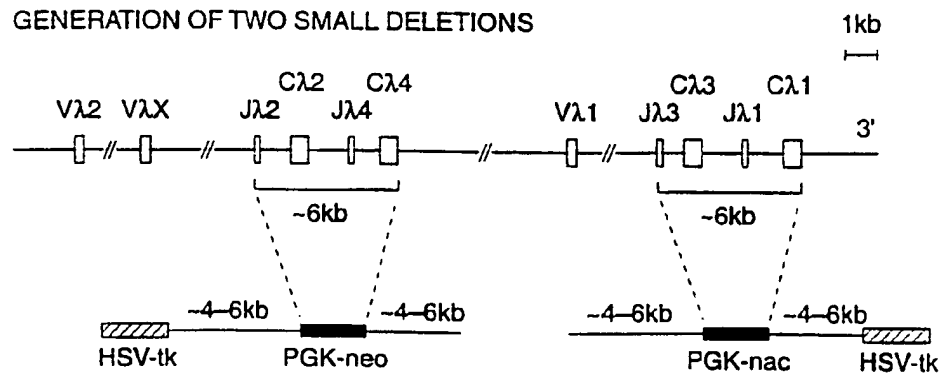 GENERATION OF TWO SMALL DELETIONS
1kb
Vλ2 VλX Jλ2 Cλ2 Jλ4 Cλ4 Vλ1 Jλ3 Cλ3 Jλ1 Cλ1 3'
~6kb ~6kb
~4–6kb ~4–6kb ~4–6kb ~4–6kb
HSV-tk PGK-neo PGK-nac HSV-tk